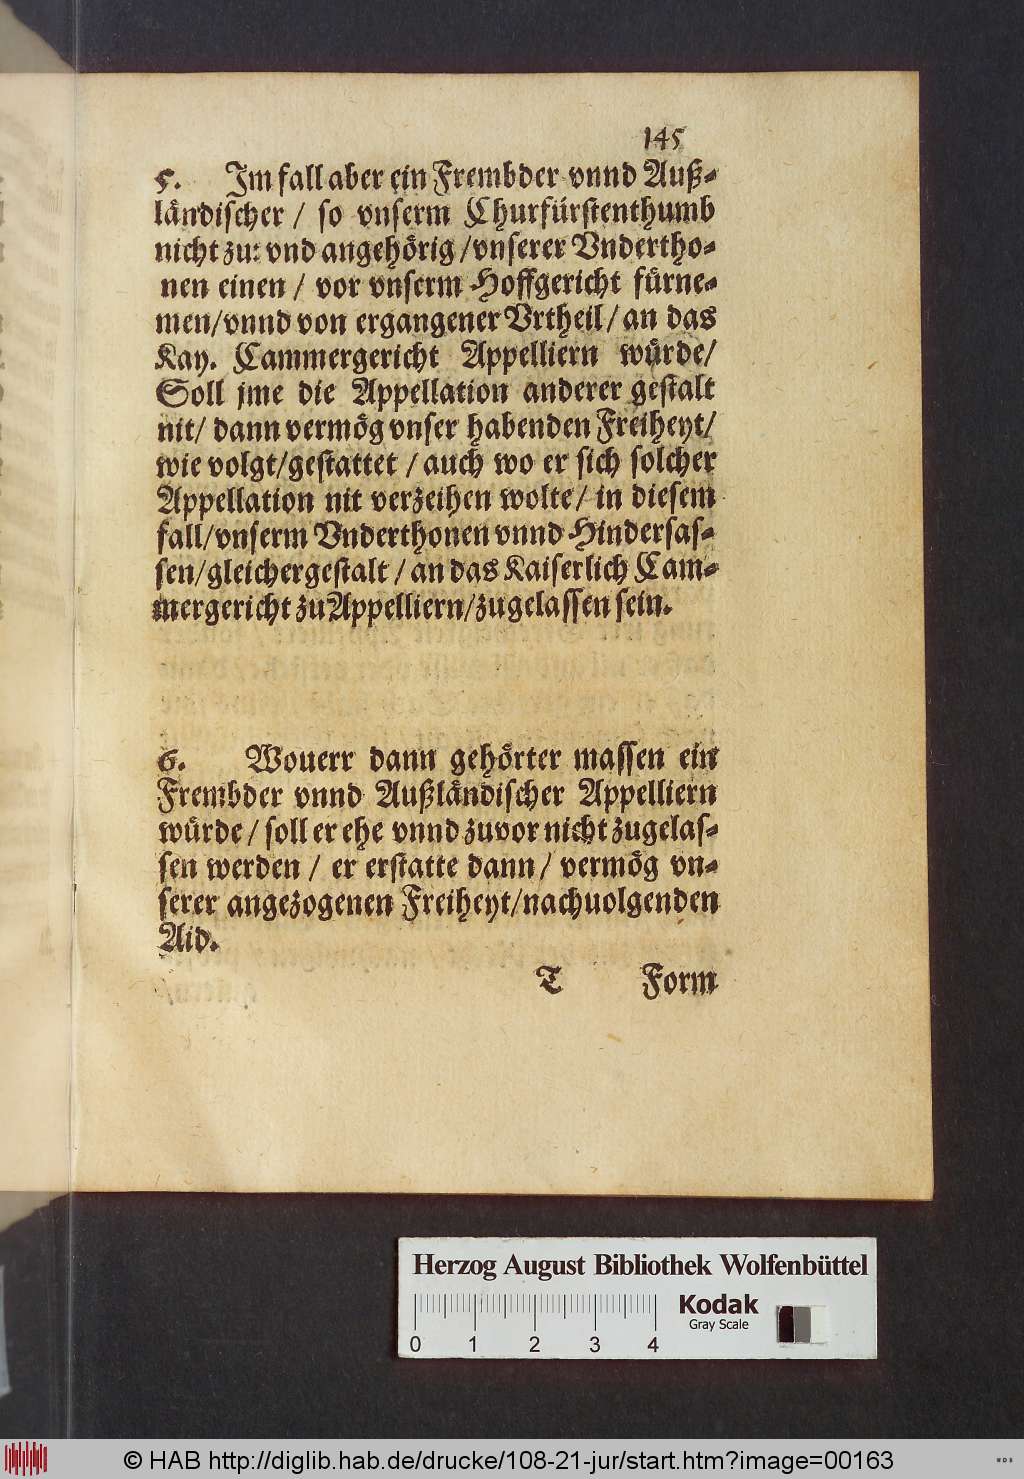 145
5. Im fall aber ein Frembder vnnd Auß⸗
ländischer / so vnserm Churfürstenthumb
nicht zu: vnd angehörig /vnserer Vndertho⸗
nen einen / vor vnserm Hoffgericht fürne⸗
men/vnnd von ergangener Vrtheil/ an das
Kay. Cammergericht Appelliern würde/
Soll jme die Appellation anderer gestalt
nit/ dann vermög vnser habenden Freiheyt/
wie volgt/gestattet / auch wo er sich solcher
Appellation nit verzeihen wolte/ in diesem
fall/vnserm Vnderthonen vnnd Hindersas⸗
sen/gleichergestalt / an das Kaiserlich Cam⸗
mergericht zu Appelliern/zugelassen sein.
6. Wouerr dann gehörter massen ein
Frembder vnnd Außländischer Appelliern
würde/ soll er ehe vnnd zuvor nicht zugelas⸗
sen werden / er erstatte dann/ vermög vn⸗
serer angezogenen Freiheyt/nachuolgenden
Aid.
T Form
Herzog August Bibliothek Wolfenbüttel
Kodak
Gray Scale
0 1 2 3 4
© HAB http://diglib.hab.de/drucke/108-21-jur/start.htm?image=00163